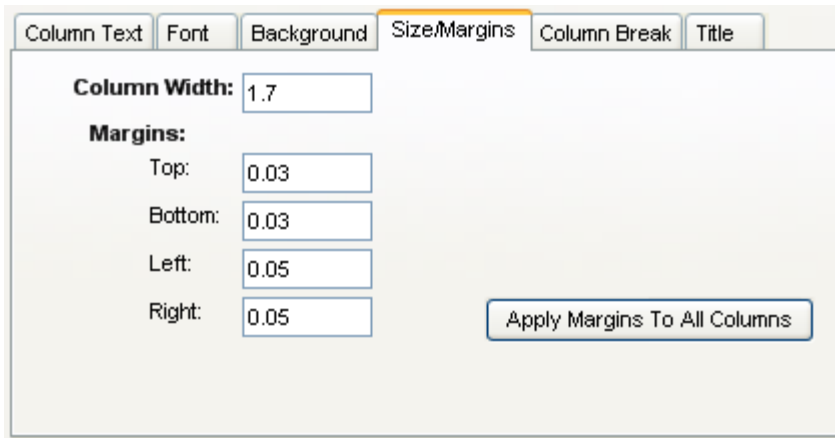 Column Text Font Background Size/Margins Column Break Title
Column Width: 1.7
Margins:
Top: 0.03
Bottom: 0.03
Left: 0.05
Right: 0.05 Apply Margins To All Columns